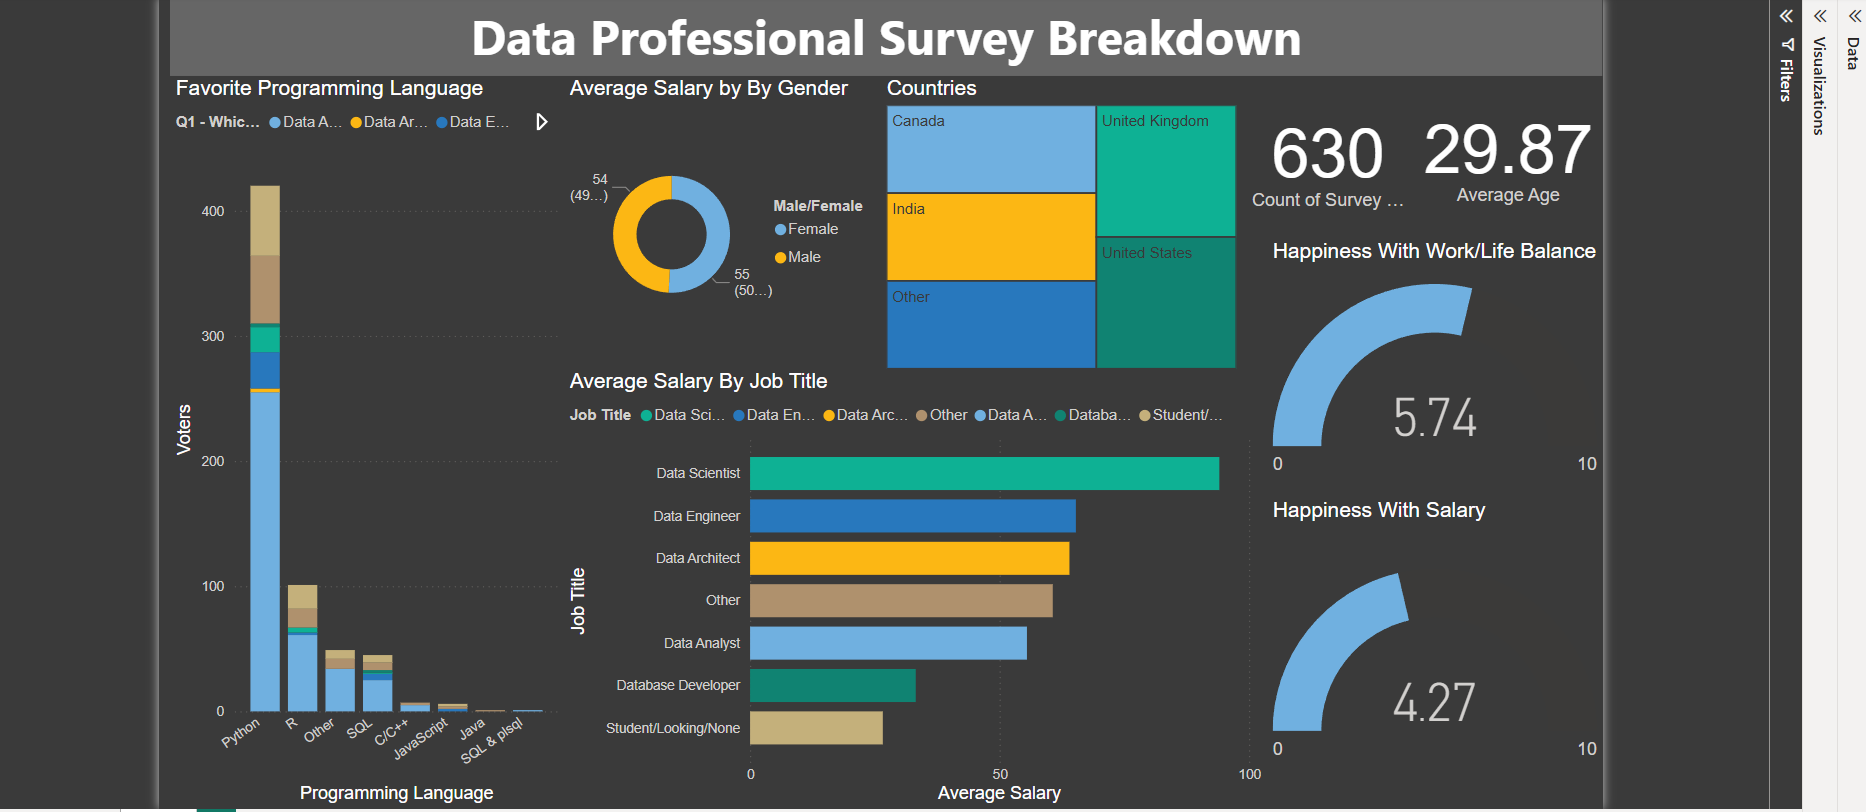 Data Professional Survey Breakdown
Favorite Programming Language
Q1 - Whic... Data A... Data Ar... Data E...
400
300
200
100
0
Voters
Python
R
Other
SQL
C/C++
JavaScript
Java
SQL & plsql
Programming Language
Average Salary by By Gender
54
(49...)
55
(50...)
Male/Female
Female
Male
Countries
Canada
India
Other
United Kingdom
United States
630
Count of Survey ...
29.87
Average Age
Average Salary By Job Title
Job Title Data Sci... Data En... Data Arc... Other Data A... Databa... Student/...
Job Title
Data Scientist
Data Engineer
Data Architect
Other
Data Analyst
Database Developer
Student/Looking/None
0
50
100
Average Salary
Happiness With Work/Life Balance
5.74
0
10
Happiness With Salary
4.27
0
10
Filters
Visualizations
Data